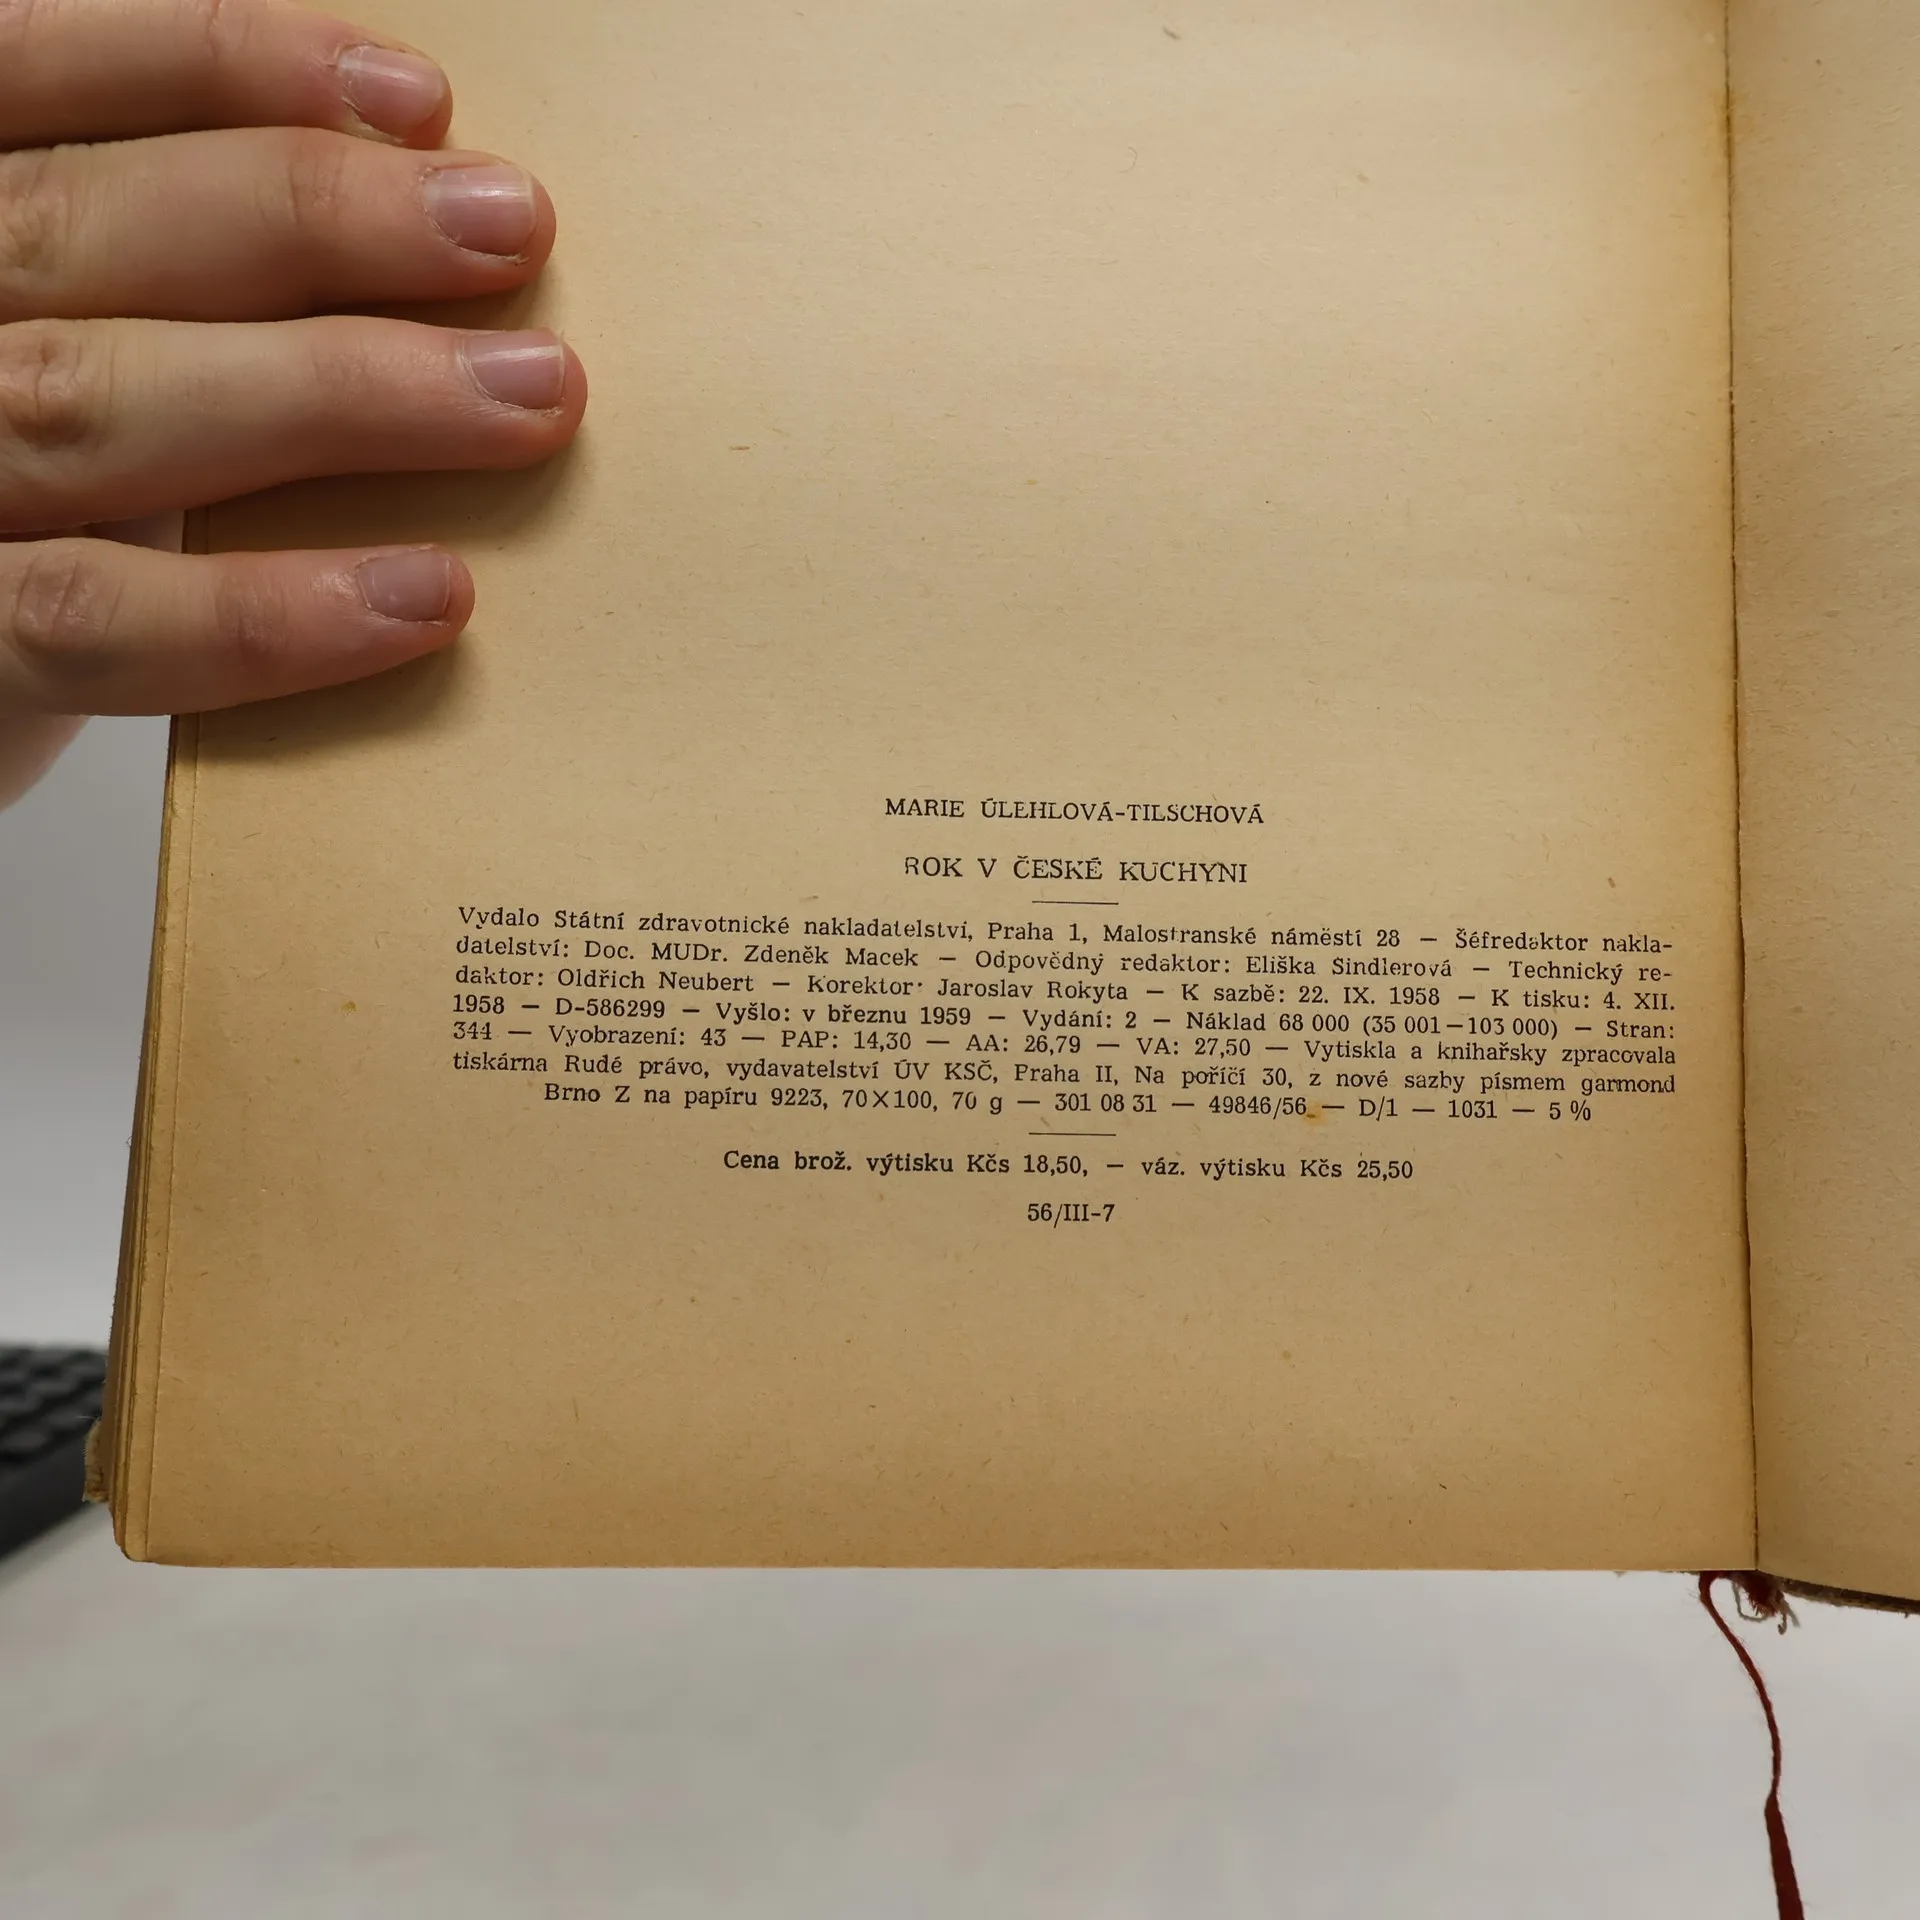 MARIE ÚLEHLOVÁ-TILSCHOVÁ
ROK V ČESKÉ KUCHYNI
Vydalo Státní zdravotnické nakladatelství, Praha 1, Malostranské náměstí 28 — Šéfredaktor nakla-
datelství: Doc. MUDr. Zdeněk Macek — Odpovědný redaktor: Eliška Sindlerová — Technický re-
daktor: Oldřich Neubert — Korektor: Jaroslav Rokyta — K sazbě: 22. IX. 1958 — K tisku: 4. XII.
1958 — D-586299 — Vyšlo: v březnu 1959 — Vydání: 2 — Náklad 68 000 (35 001—103 000) — Stran:
344 — Vyobrazení: 43 — PAP: 14,30 — AA: 26,79 — VA: 27,50 — Vytiskla a knihařsky zpracovala
tiskárna Rudé právo, vydavatelství ÚV KSČ, Praha II, Na poříčí 30, z nové sazby písmem garmond
Brno Z na papíru 9223, 70×100, 70 g — 301 08 31 — 49846/56 — D/1 — 1031 — 5 %
Cena brož. výtisku Kčs 18,50, — váz. výtisku Kčs 25,50
56/III-7